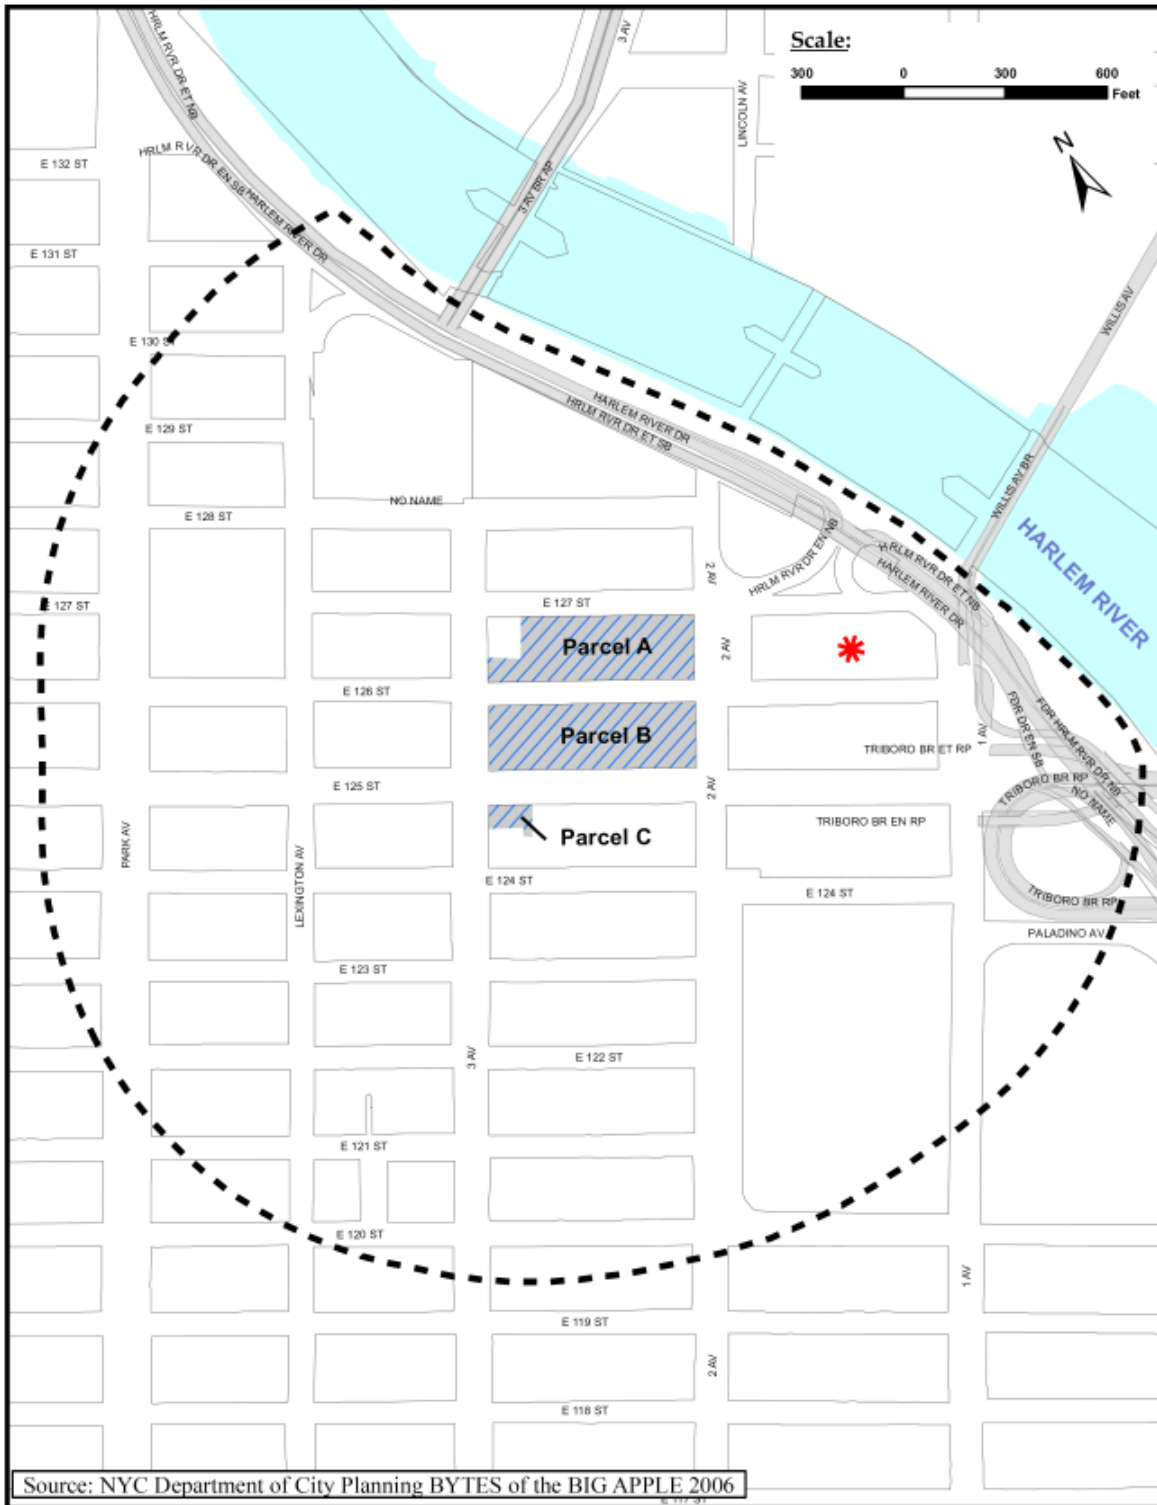 Scale:
300 0 300 600
Feet
N
3 AV
LINCOLN AV
HRLM RVR DR ET NB
HRLM RVR DR EN SB
HARLEM RIVER DR
E 132 ST
3 AV BR AP
E 131 ST
WILLIS AV
E 130 ST
HARLEM RIVER DR
HRLM RVR DR ET SB
E 129 ST
WILLIS AV BR
NO NAME
E 128 ST
HARLEM RIVER
HRLM RVR DR EN NB
HRLM RVR DR ET NB
HARLEM RIVER DR
2 AV
E 127 ST
E 127 ST
Parcel A
2 AV
E 126 ST
Parcel B
FDR DR EN SB
FDR HRLM RVR DR NB
1 AV
TRIBORO BR ET RP
E 125 ST
2 AV
TRIBORO BR RP
NO NAME
TRIBORO BR EN RP
Parcel C
PARK AV
LEXINGTON AV
E 124 ST
E 124 ST
TRIBORO BR RP
PALADINO AV
E 123 ST
3 AV
E 122 ST
E 121 ST
E 120 ST
1 AV
E 119 ST
2 AV
E 118 ST
Source: NYC Department of City Planning BYTES of the BIG APPLE 2006
E 117 ST